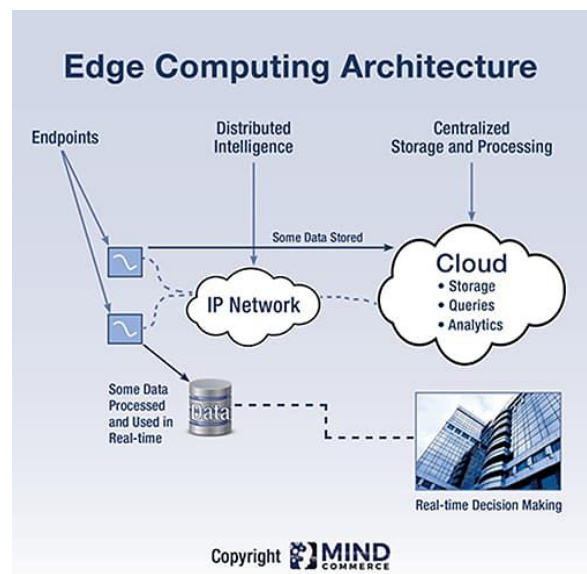 Edge Computing Architecture
Endpoints
Distributed
Intelligence
Centralized
Storage and Processing
Some Data Stored
Cloud
• Storage
• Queries
• Analytics
IP Network
Some Data
Processed
and Used in
Real-time
Data
Real-time Decision Making
Copyright MIND
COMMERCE